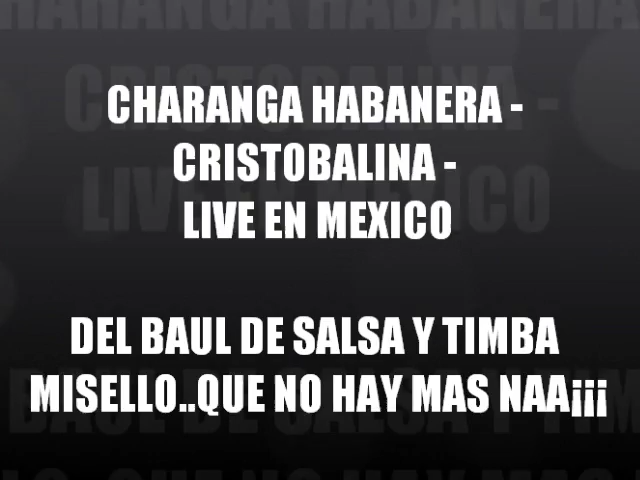 CHARANGA HABANERA -
CRISTOBALINA -
LIVE EN MEXICO
DEL BAUL DE SALSA Y TIMBA
MISELLO..QUE NO HAY MAS NAA¡¡¡